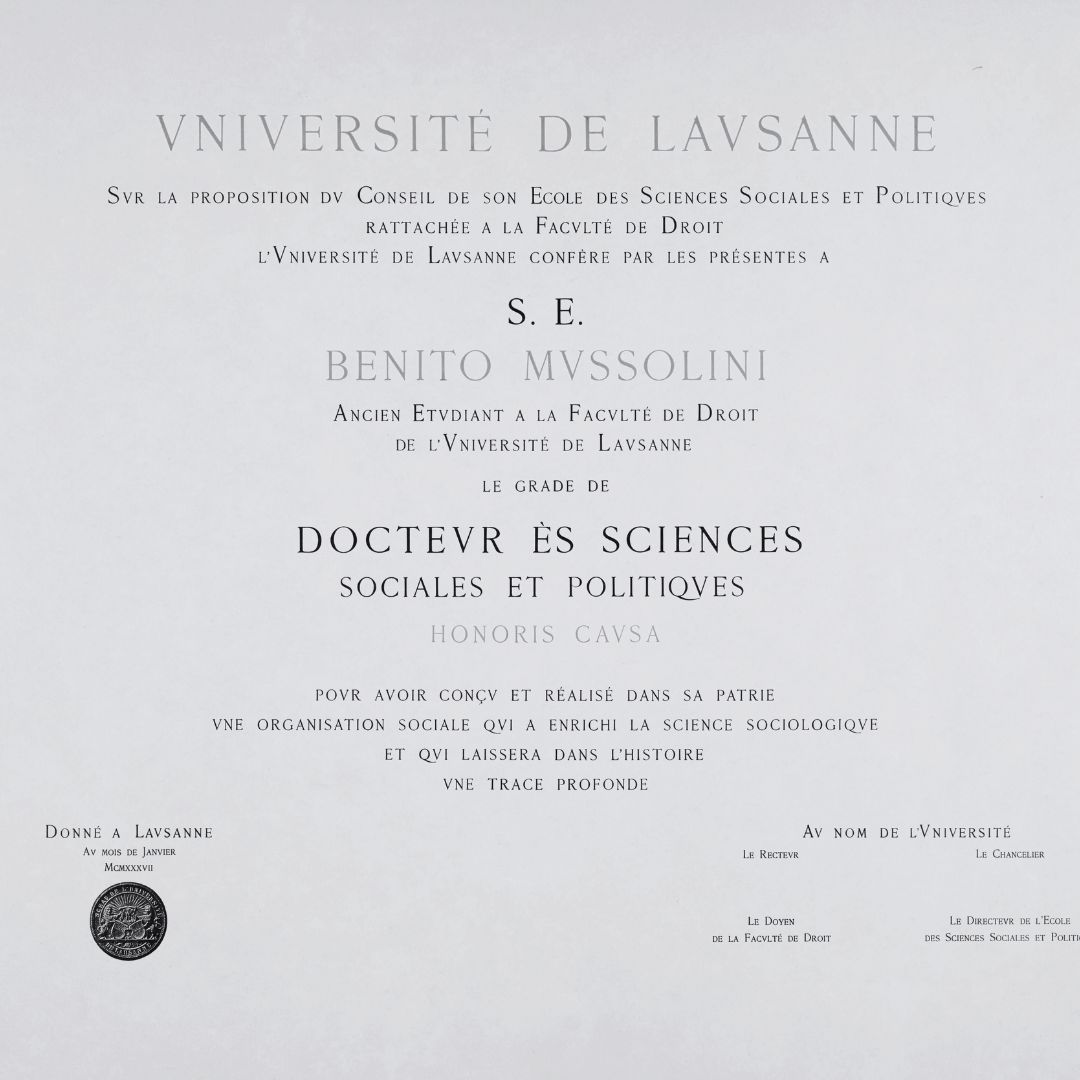 VNIVERSITÉ DE LAVSANNE
SVR LA PROPOSITION DV CONSEIL DE SON ECOLE DES SCIENCES SOCIALES ET POLITIQVES
RATTACHÉE A LA FACVLTÉ DE DROIT
L'VNIVERSITÉ DE LAVSANNE CONFÈRE PAR LES PRÉSENTES A
S. E.
BENITO MVSSOLINI
ANCIEN ETVDIANT A LA FACVLTÉ DE DROIT
DE L'VNIVERSITÉ DE LAVSANNE
LE GRADE DE
DOCTEVR ÈS SCIENCES
SOCIALES ET POLITIQVES
HONORIS CAVSA
POVR AVOIR CONÇV ET RÉALISÉ DANS SA PATRIE
VNE ORGANISATION SOCIALE QVI A ENRICHI LA SCIENCE SOCIOLOGIQVE
ET QVI LAISSERA DANS L'HISTOIRE
VNE TRACE PROFONDE
DONNÉ A LAVSANNE
AV MOIS DE JANVIER
MCMXXXVII
AV NOM DE L'VNIVERSITÉ
LE RECTEVR LE CHANCELIER
LE DOYEN
DE LA FACVLTÉ DE DROIT
LE DIRECTEVR DE L'ECOLE
DES SCIENCES SOCIALES ET POLITI